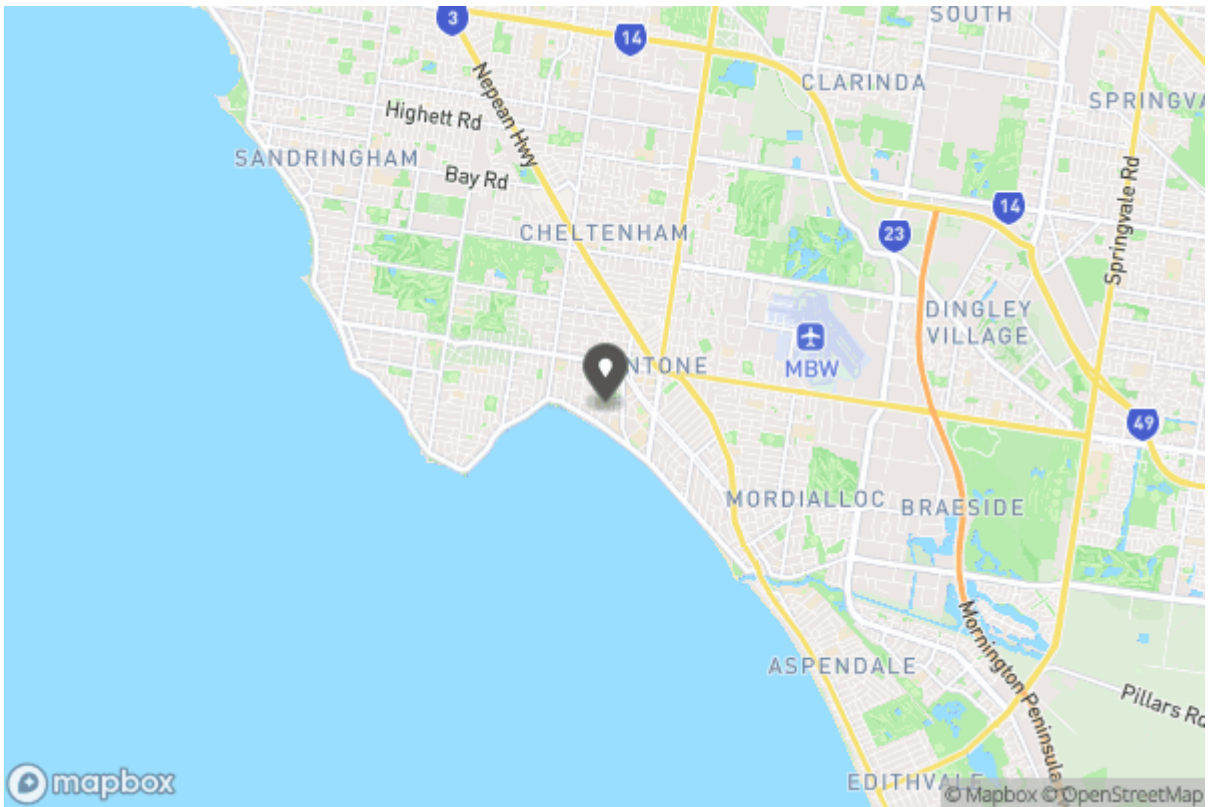 SOUTH
3
14
CLARINDA
Nepean Hwy
Highett Rd
SPRINGVA
SANDRINGHAM
Bay Rd
Springvale Rd
14
CHELTENHAM
23
DINGLEY
VILLAGE
NTONE
MBW
49
MORDIALLOC
BRAESIDE
Mornington Peninsula
ASPENDALE
Pillars Rd
EDITHVALE
mapbox
© Mapbox © OpenStreetMap